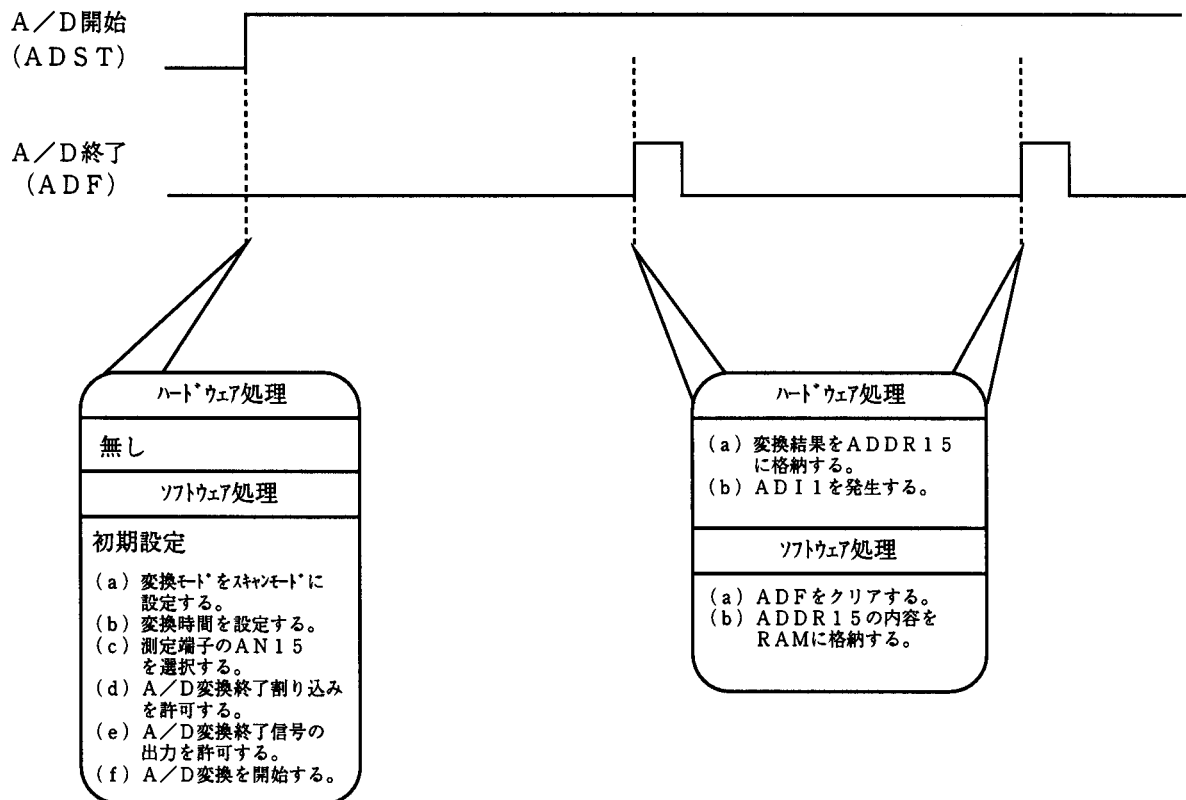 A/D開始
(ADST)
A/D終了
(ADF)
ハードウェア処理
無し
ソフトウェア処理
初期設定
(a) 変換モードをスキャンモードに
設定する。
(b) 変換時間を設定する。
(c) 測定端子のAN15
を選択する。
(d) A/D変換終了割り込み
を許可する。
(e) A/D変換終了信号の
出力を許可する。
(f) A/D変換を開始する。
ハードウェア処理
(a) 変換結果をADDR15
に格納する。
(b) ADI1を発生する。
ソフトウェア処理
(a) ADFをクリアする。
(b) ADDR15の内容を
RAMに格納する。